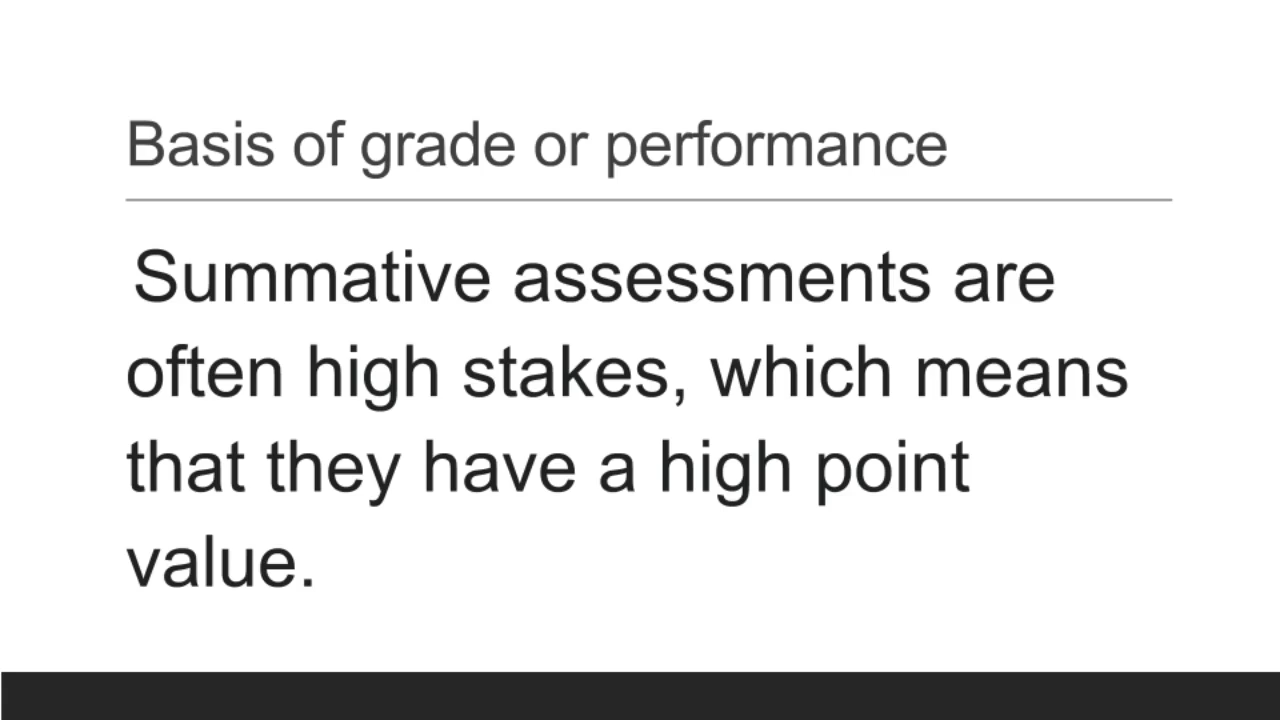 Basis of grade or performance
Summative assessments are
often high stakes, which means
that they have a high point
value.